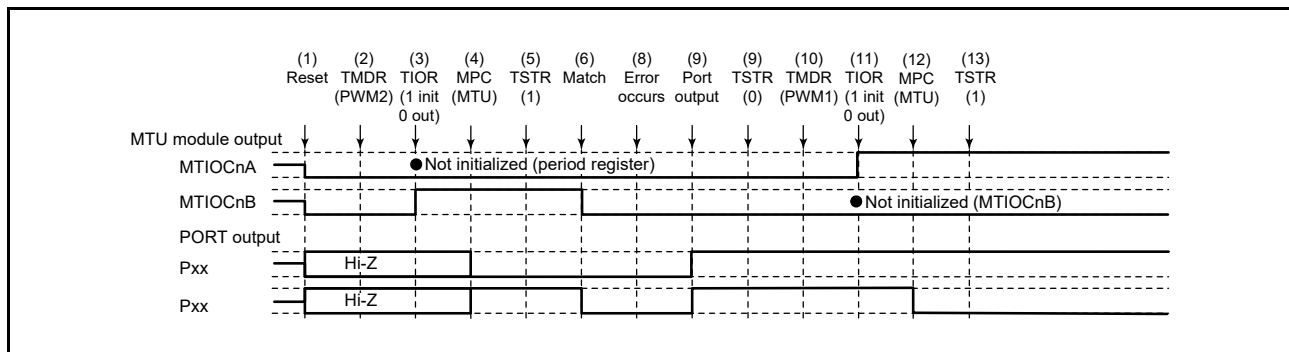 (1) (2) (3) (4) (5) (6) (8) (9) (9) (10) (11) (12) (13)
Reset TMDR TIOR MPC TSTR Match Error Port TSTR TMDR TIOR MPC TSTR
(PWM2) (1 init (MTU) (1) occurs output (0) (PWM1) (1 init (MTU) (1)
0 out) 0 out)
MTU module output
MTIOCnA Not initialized (period register)
MTIOCnB Not initialized (MTIOCnB)
PORT output
Pxx Hi-Z
Pxx Hi-Z